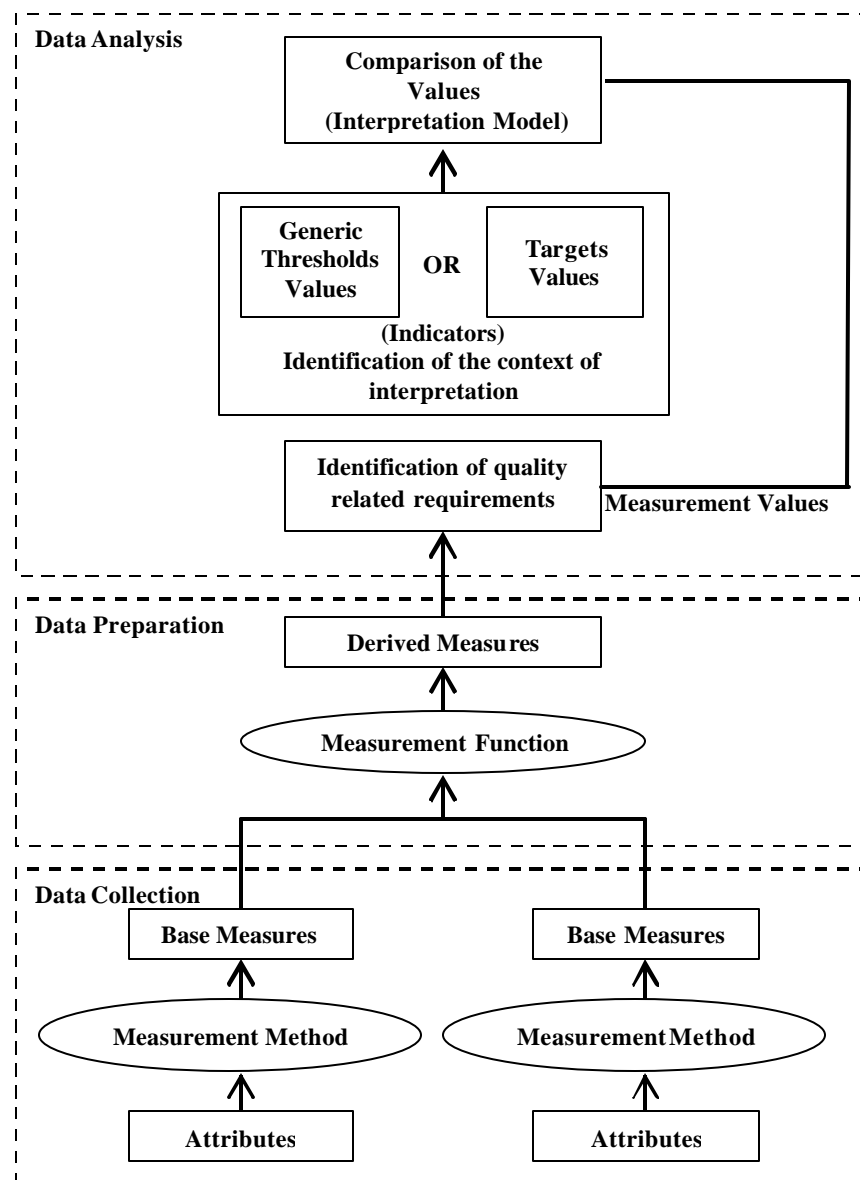 Data Analysis
Comparison of the
Values
(Interpretation Model)
Generic
Thresholds
Values
OR
Targets
Values
(Indicators)
Identification of the context of
interpretation
Identification of quality
related requirements
Measurement Values
Data Preparation
Derived Measures
Measurement Function
Data Collection
Base Measures
Base Measures
Measurement Method
Measurement Method
Attributes
Attributes